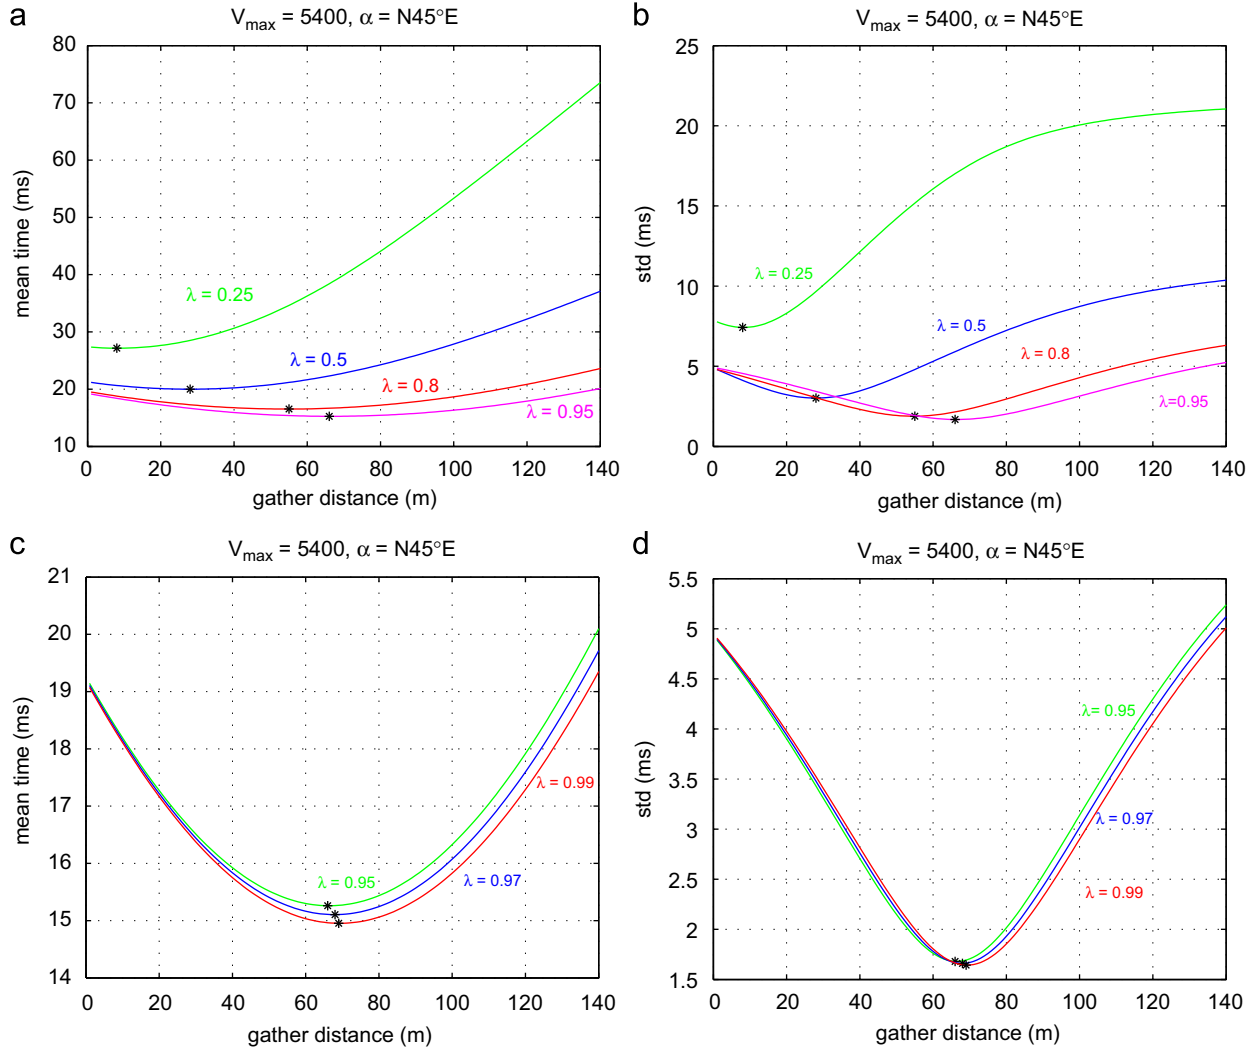 a
V_max = 5400, α = N45°E
80
70
60
50
40
30
20
10
mean time (ms)
λ = 0.25
λ = 0.5
λ = 0.8
λ = 0.95
0 20 40 60 80 100 120 140
gather distance (m)
b
V_max = 5400, α = N45°E
25
20
15
10
5
0
std (ms)
λ = 0.25
λ = 0.5
λ = 0.8
λ=0.95
0 20 40 60 80 100 120 140
gather distance (m)
c
V_max = 5400, α = N45°E
21
20
19
18
17
16
15
14
mean time (ms)
λ = 0.99
λ = 0.95
λ = 0.97
0 20 40 60 80 100 120 140
gather distance (m)
d
V_max = 5400, α = N45°E
5.5
5
4.5
4
3.5
3
2.5
2
1.5
std (ms)
λ= 0.95
λ = 0.97
λ = 0.99
0 20 40 60 80 100 120 140
gather distance (m)